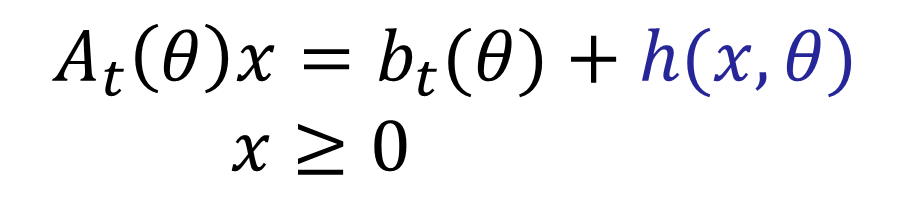 A_t(θ)x = b_t(θ) + h(x, θ)
x ≥ 0